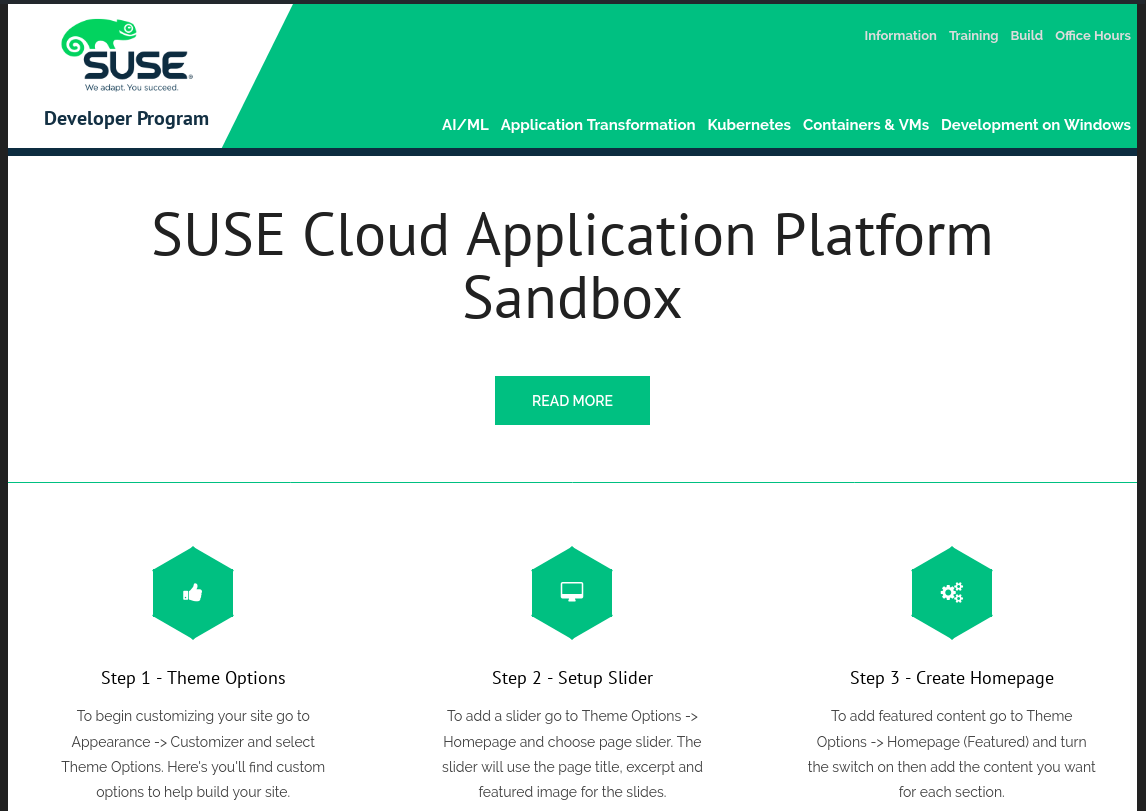 SUSE
We adapt. You succeed.
Developer Program
Information Training Build Office Hours
AI/ML Application Transformation Kubernetes Containers & VMs Development on Windows
SUSE Cloud Application Platform
Sandbox
READ MORE
Step 1 - Theme Options
To begin customizing your site go to
Appearance -> Customizer and select
Theme Options. Here's you'll find custom
options to help build your site.
Step 2 - Setup Slider
To add a slider go to Theme Options ->
Homepage and choose page slider. The
slider will use the page title, excerpt and
featured image for the slides.
Step 3 - Create Homepage
To add featured content go to Theme
Options -> Homepage (Featured) and turn
the switch on then add the content you want
for each section.